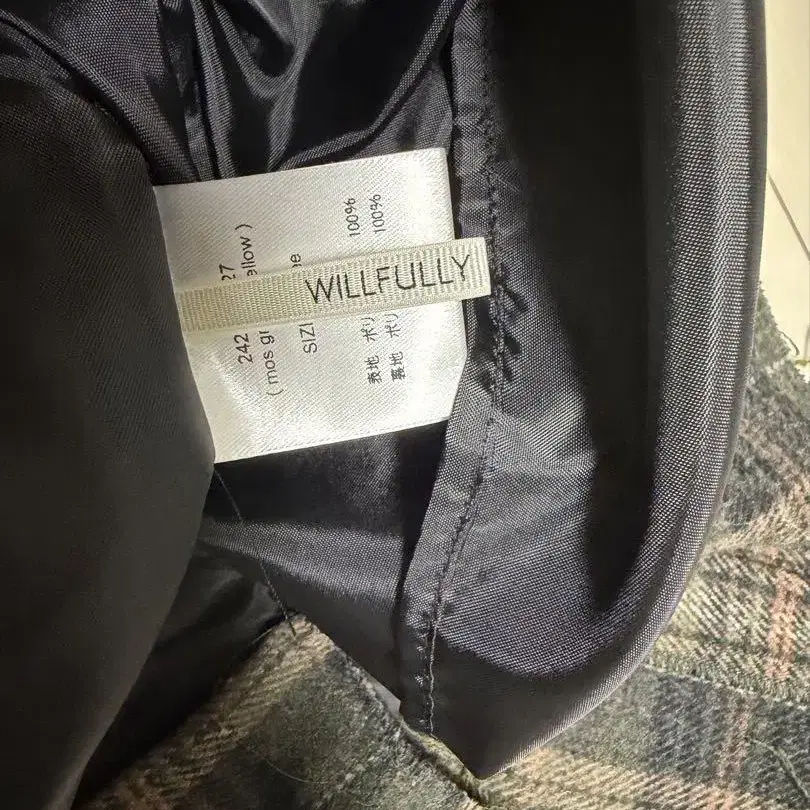 WILLFULLY
242 27
( mos gr ellow )
SIZ e
表地 ポリ 100%
裏地 ポリ 100%